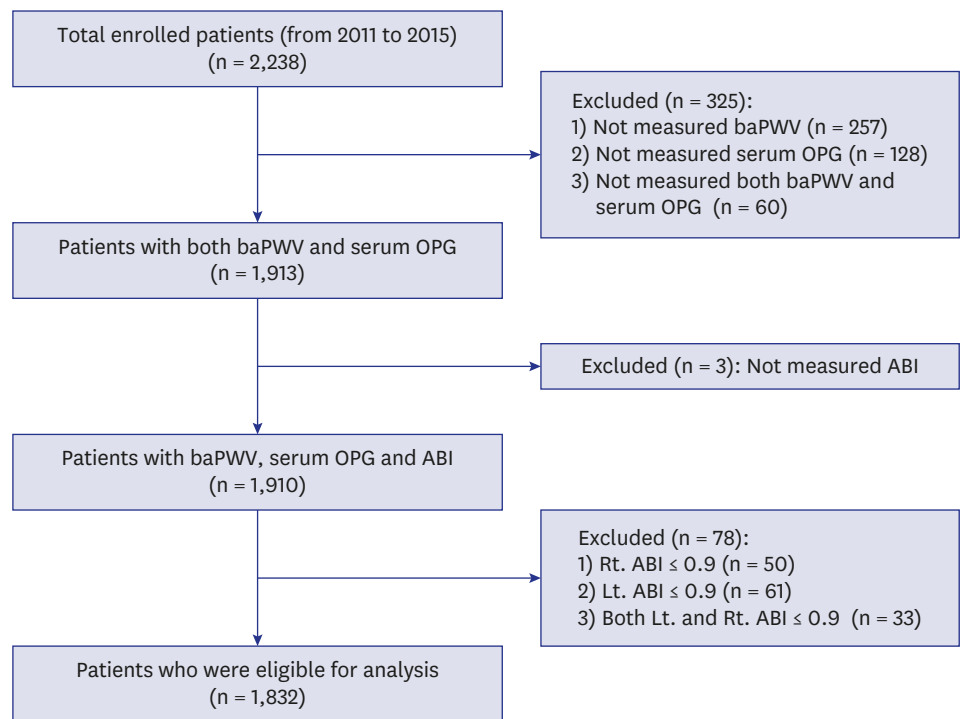 Total enrolled patients (from 2011 to 2015)
(n = 2,238)
Excluded (n = 325):
1) Not measured baPWV (n = 257)
2) Not measured serum OPG (n = 128)
3) Not measured both baPWV and
serum OPG (n = 60)
Patients with both baPWV and serum OPG
(n = 1,913)
Excluded (n = 3): Not measured ABI
Patients with baPWV, serum OPG and ABI
(n = 1,910)
Excluded (n = 78):
1) Rt. ABI ≤ 0.9 (n = 50)
2) Lt. ABI ≤ 0.9 (n = 61)
3) Both Lt. and Rt. ABI ≤ 0.9 (n = 33)
Patients who were eligible for analysis
(n = 1,832)